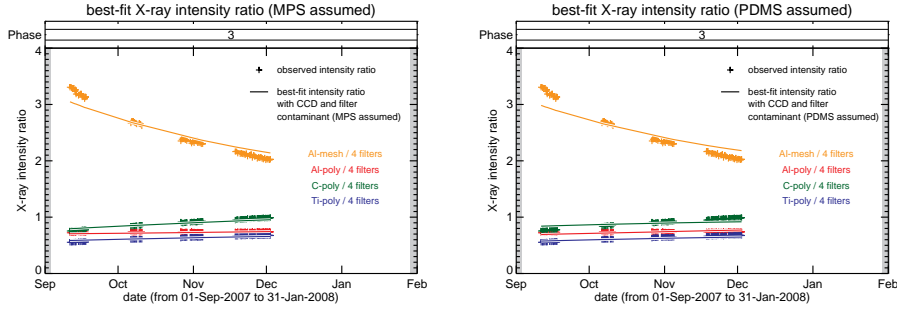 best-fit X-ray intensity ratio (MPS assumed)
Phase
3
4
3
2
1
0
X-ray intensity ratio
observed intensity ratio
best-fit intensity ratio
with CCD and filter
contaminant (MPS assumed)
Al-mesh / 4 filters
Al-poly / 4 filters
C-poly / 4 filters
Ti-poly / 4 filters
Sep Oct Nov Dec Jan Feb
date (from 01-Sep-2007 to 31-Jan-2008)
best-fit X-ray intensity ratio (PDMS assumed)
Phase
3
4
3
2
1
0
X-ray intensity ratio
observed intensity ratio
best-fit intensity ratio
with CCD and filter
contaminant (PDMS assumed)
Al-mesh / 4 filters
Al-poly / 4 filters
C-poly / 4 filters
Ti-poly / 4 filters
Sep Oct Nov Dec Jan Feb
date (from 01-Sep-2007 to 31-Jan-2008)